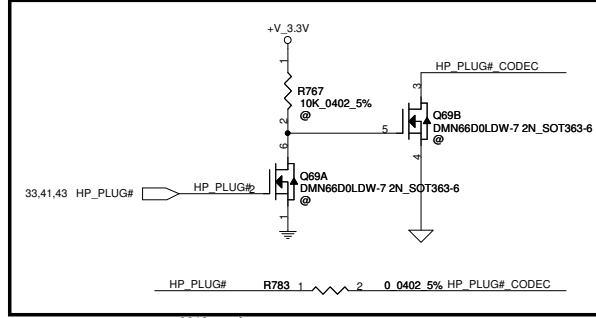 +V_3.3V
1
R767
10K_0402_5%
@
2
HP_PLUG#_CODEC
3
Q69B
DMN66D0LDW-7 2N_SOT363-6
@
5
4
6
Q69A
DMN66D0LDW-7 2N_SOT363-6
@
33,41,43 HP_PLUG# HP_PLUG# 2
1
HP_PLUG# R783 1 2 0_0402_5% HP_PLUG#_CODEC